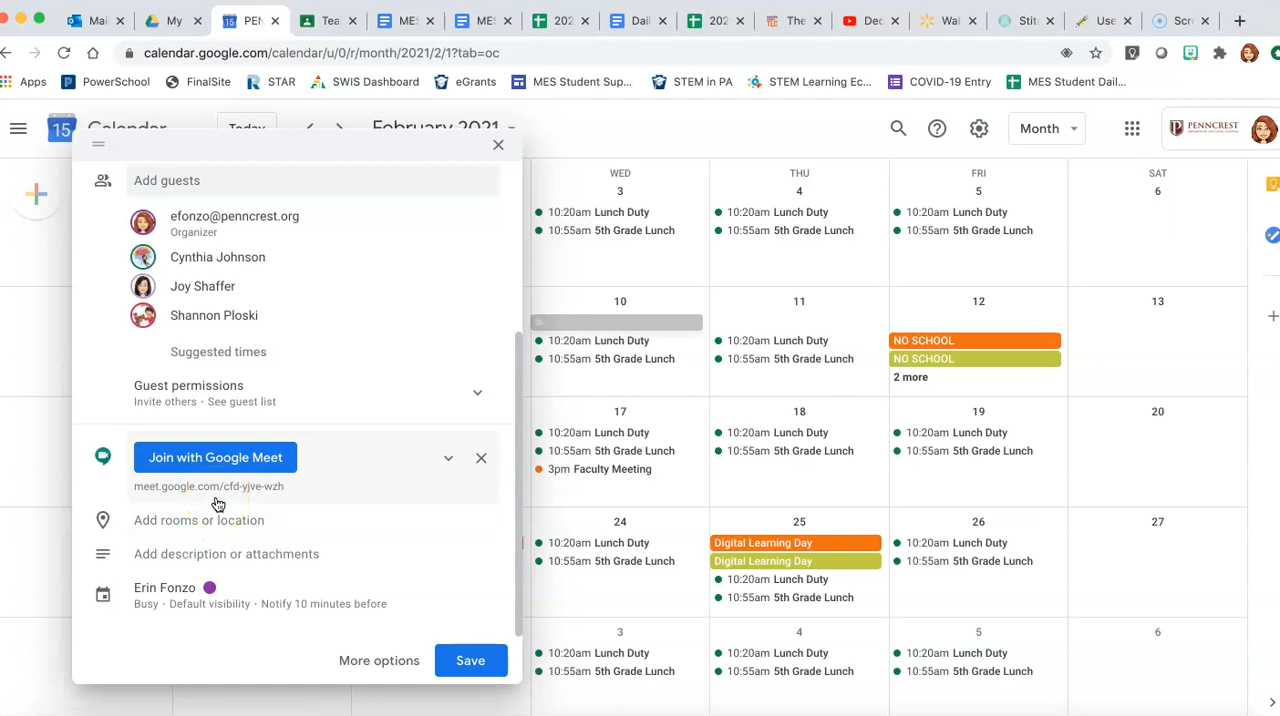 Mai
My
15
PEN
Tea
MES
MES
202
Dail
202
The
Dec
Wal
Stit
Use
Scr
calendar.google.com/calendar/u/0/r/month/2021/2/1?tab=oc
Apps
PowerSchool
FinalSite
STAR
SWIS Dashboard
eGrants
MES Student Sup...
STEM in PA
STEM Learning Ec...
COVID-19 Entry
MES Student Dail...
15
Calendar
Today
February 2021
Month
PENNCREST
WED
THU
FRI
SAT
3
4
5
6
10:20am Lunch Duty
10:20am Lunch Duty
10:20am Lunch Duty
10:55am 5th Grade Lunch
10:55am 5th Grade Lunch
10:55am 5th Grade Lunch
10
11
12
13
10:20am Lunch Duty
10:20am Lunch Duty
NO SCHOOL
10:55am 5th Grade Lunch
10:55am 5th Grade Lunch
NO SCHOOL
2 more
17
18
19
20
10:20am Lunch Duty
10:20am Lunch Duty
10:20am Lunch Duty
10:55am 5th Grade Lunch
10:55am 5th Grade Lunch
10:55am 5th Grade Lunch
3pm Faculty Meeting
24
25
26
27
10:20am Lunch Duty
Digital Learning Day
10:20am Lunch Duty
10:55am 5th Grade Lunch
Digital Learning Day
10:55am 5th Grade Lunch
10:20am Lunch Duty
10:55am 5th Grade Lunch
3
4
5
6
10:20am Lunch Duty
10:20am Lunch Duty
10:20am Lunch Duty
10:55am 5th Grade Lunch
10:55am 5th Grade Lunch
10:55am 5th Grade Lunch
Add guests
efonzo@penncrest.org
Organizer
Cynthia Johnson
Joy Shaffer
Shannon Ploski
Suggested times
Guest permissions
Invite others · See guest list
Join with Google Meet
meet.google.com/cfd-yjve-wzh
Add rooms or location
Add description or attachments
Erin Fonzo
Busy · Default visibility · Notify 10 minutes before
More options
Save